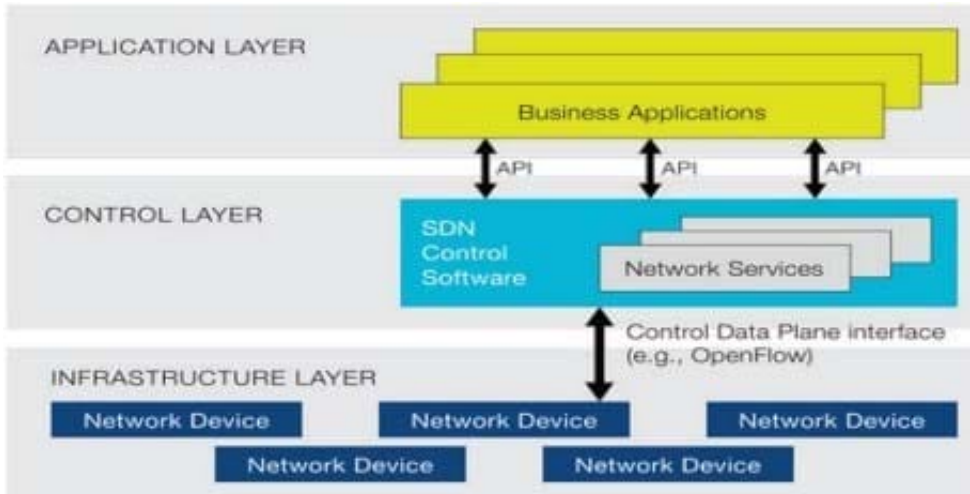 APPLICATION LAYER
Business Applications
API API API
CONTROL LAYER
SDN
Control
Software
Network Services
Control Data Plane interface
(e.g., OpenFlow)
INFRASTRUCTURE LAYER
Network Device Network Device Network Device
Network Device Network Device